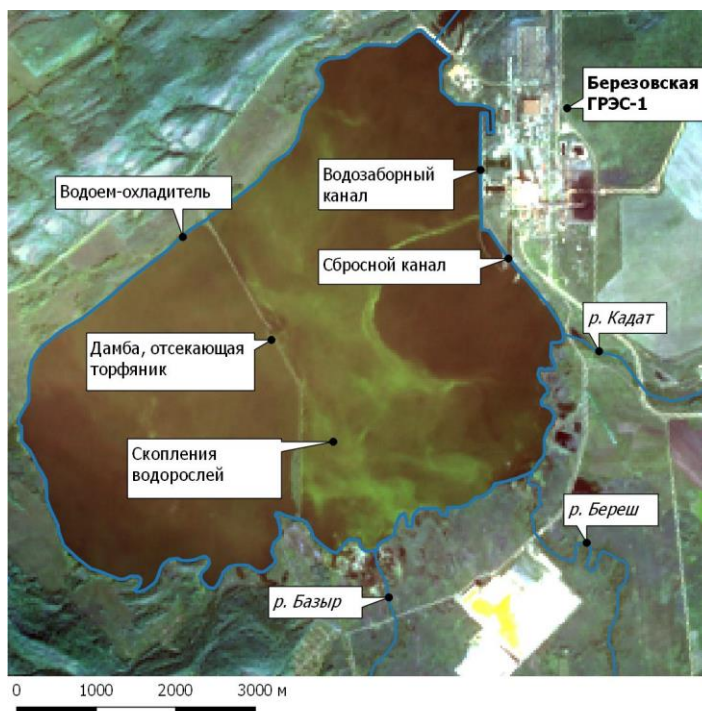 Березовская
ГРЭС-1
Водозаборный
канал
Водоем-охладитель
Сбросной канал
р. Кадат
Дамба, отсекающая
торфяник
Скопления
водорослей
р. Береш
р. Базыр
0 1000 2000 3000 м